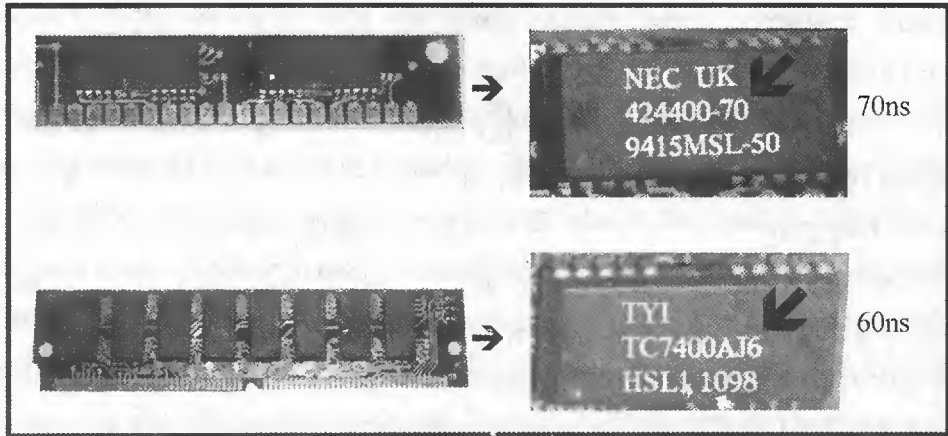 NEC UK
424400-70
9415MSL-50
70ns
TYI
TC7400AJ6
HSL1 1098
60ns